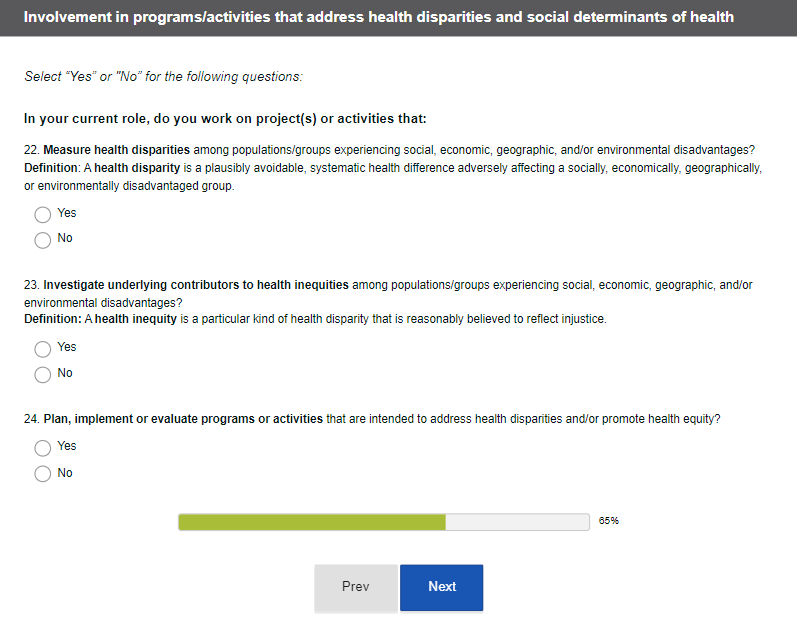 Involvement in programs/activities that address health disparities and social determinants of health
Select “Yes” or "No” for the following questions:
In your current role, do you work on project(s) or activities that:
22. Measure health disparities among populations/groups experiencing social, economic, geographic, and/or environmental disadvantages?
Definition: A health disparity is a plausibly avoidable, systematic health difference adversely affecting a socially, economically, geographically,
or environmentally disadvantaged group.
Yes
No
23. Investigate underlying contributors to health inequities among populations/groups experiencing social, economic, geographic, and/or
environmental disadvantages?
Definition: A health inequity is a particular kind of health disparity that is reasonably believed to reflect injustice.
Yes
No
24. Plan, implement or evaluate programs or activities that are intended to address health disparities and/or promote health equity?
Yes
No
65%
Prev
Next